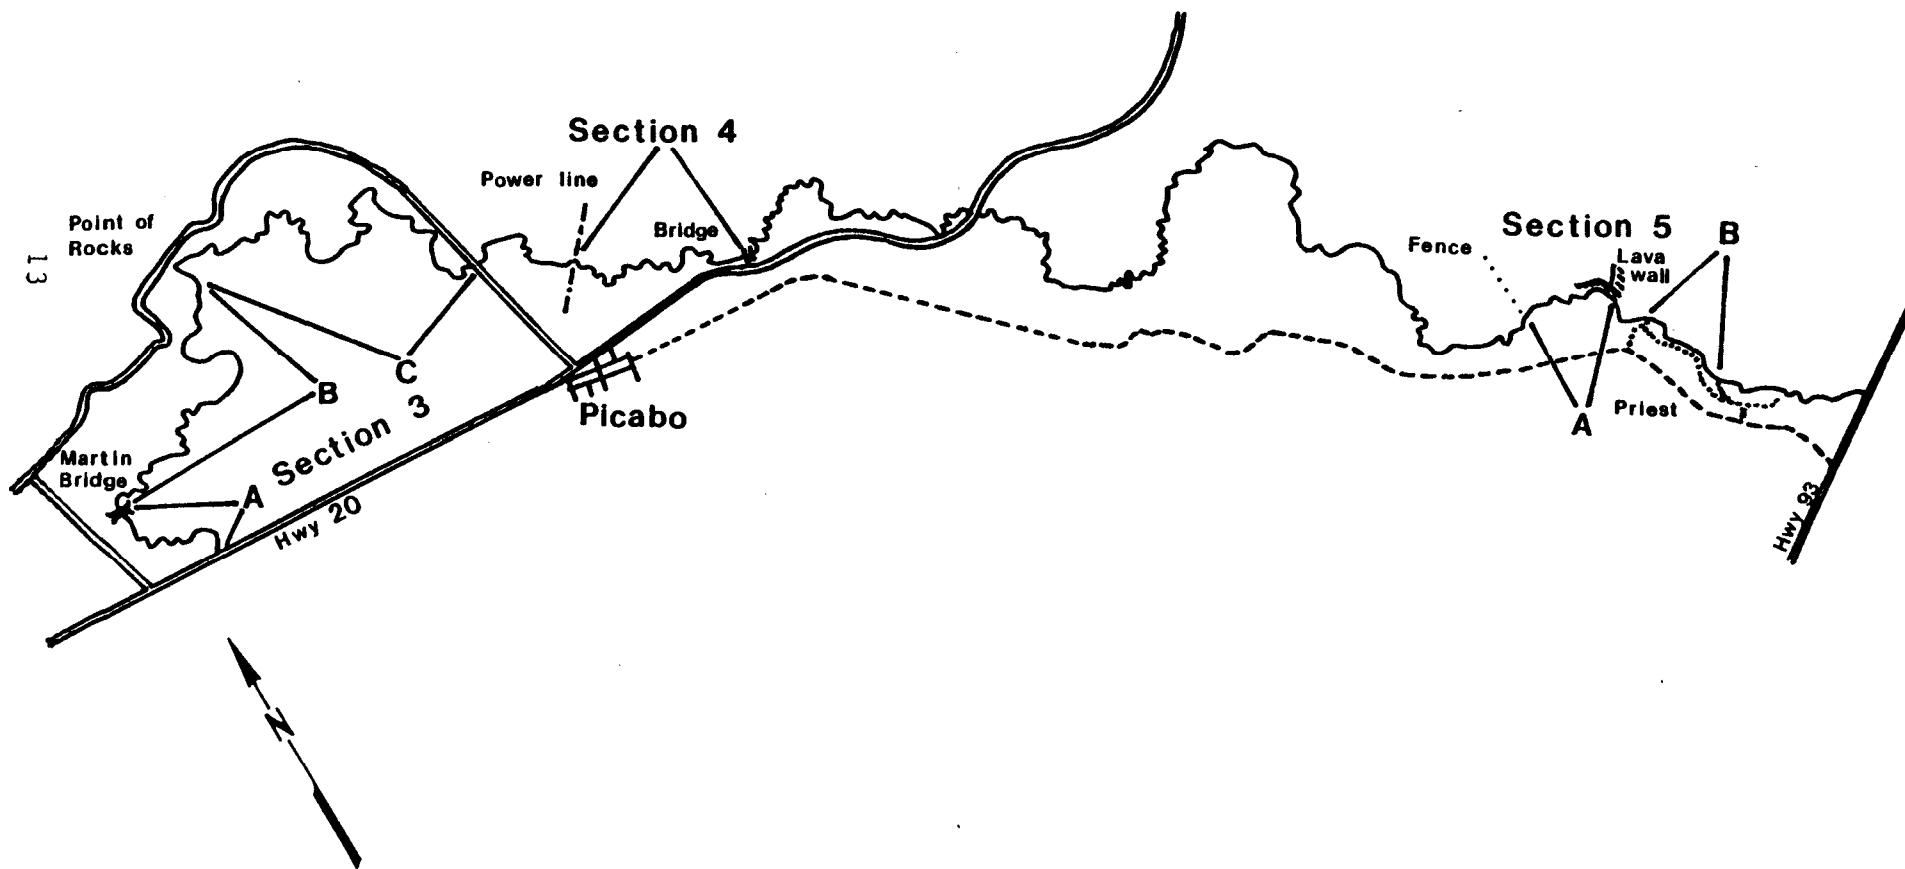 Section 4
Power line
Bridge
Point of
Rocks
13
Section 5
B
Fence
Lava
wall
C
B
Section 3
Picabo
A
Priest
Martin
Bridge
A
Hwy 20
Hwy 93
N